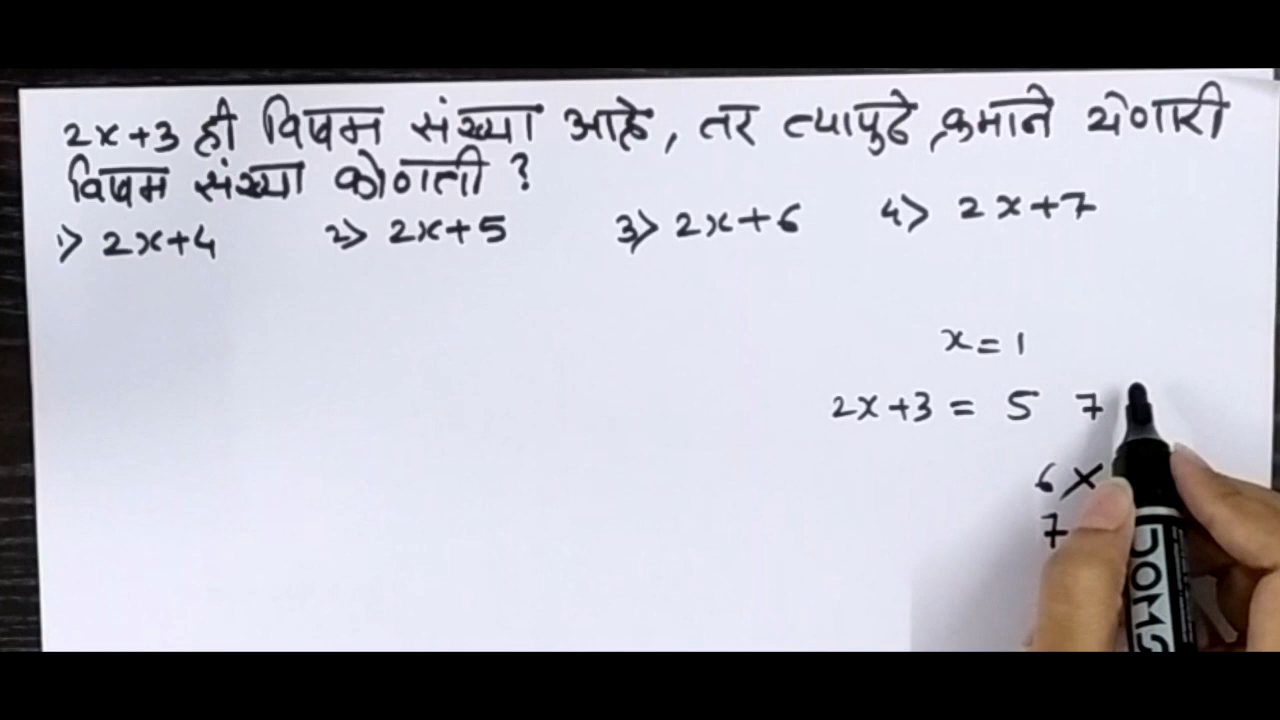 2x+3 ही विषम संख्या आहे, तर त्यापुढे क्रमाने येणारी
विषम संख्या कोणती ?
1) 2x+4 2) 2x+5 3) 2x+6 4) 2x+7
x = 1
2x+3 = 5 7
6 ×
7
DOMS